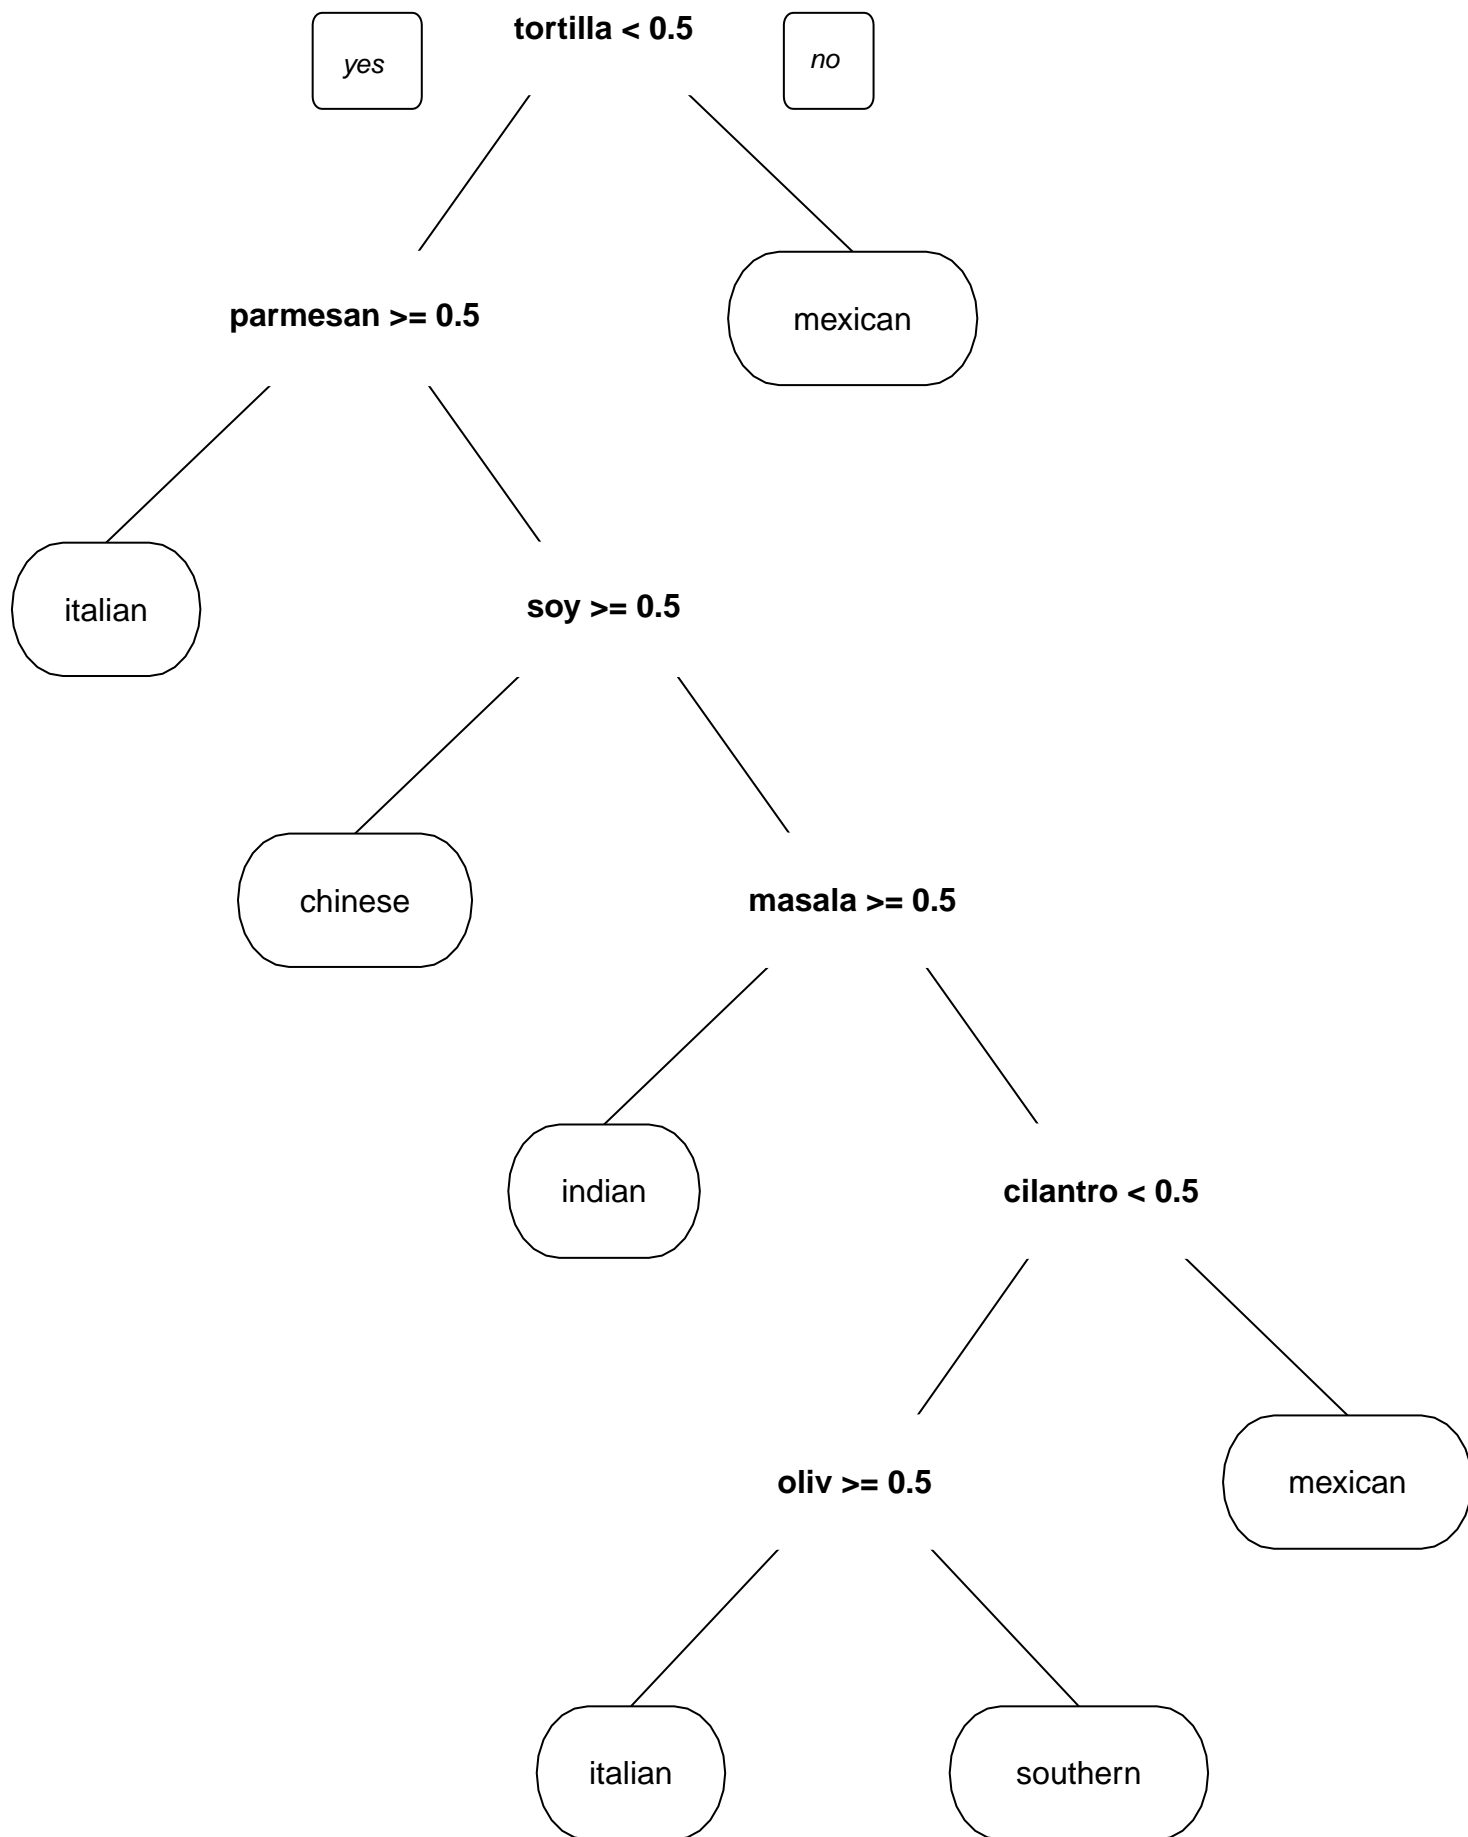 tortilla < 0.5
yes
no
parmesan >= 0.5
mexican
italian
soy >= 0.5
chinese
masala >= 0.5
indian
cilantro < 0.5
oliv >= 0.5
mexican
italian
southern